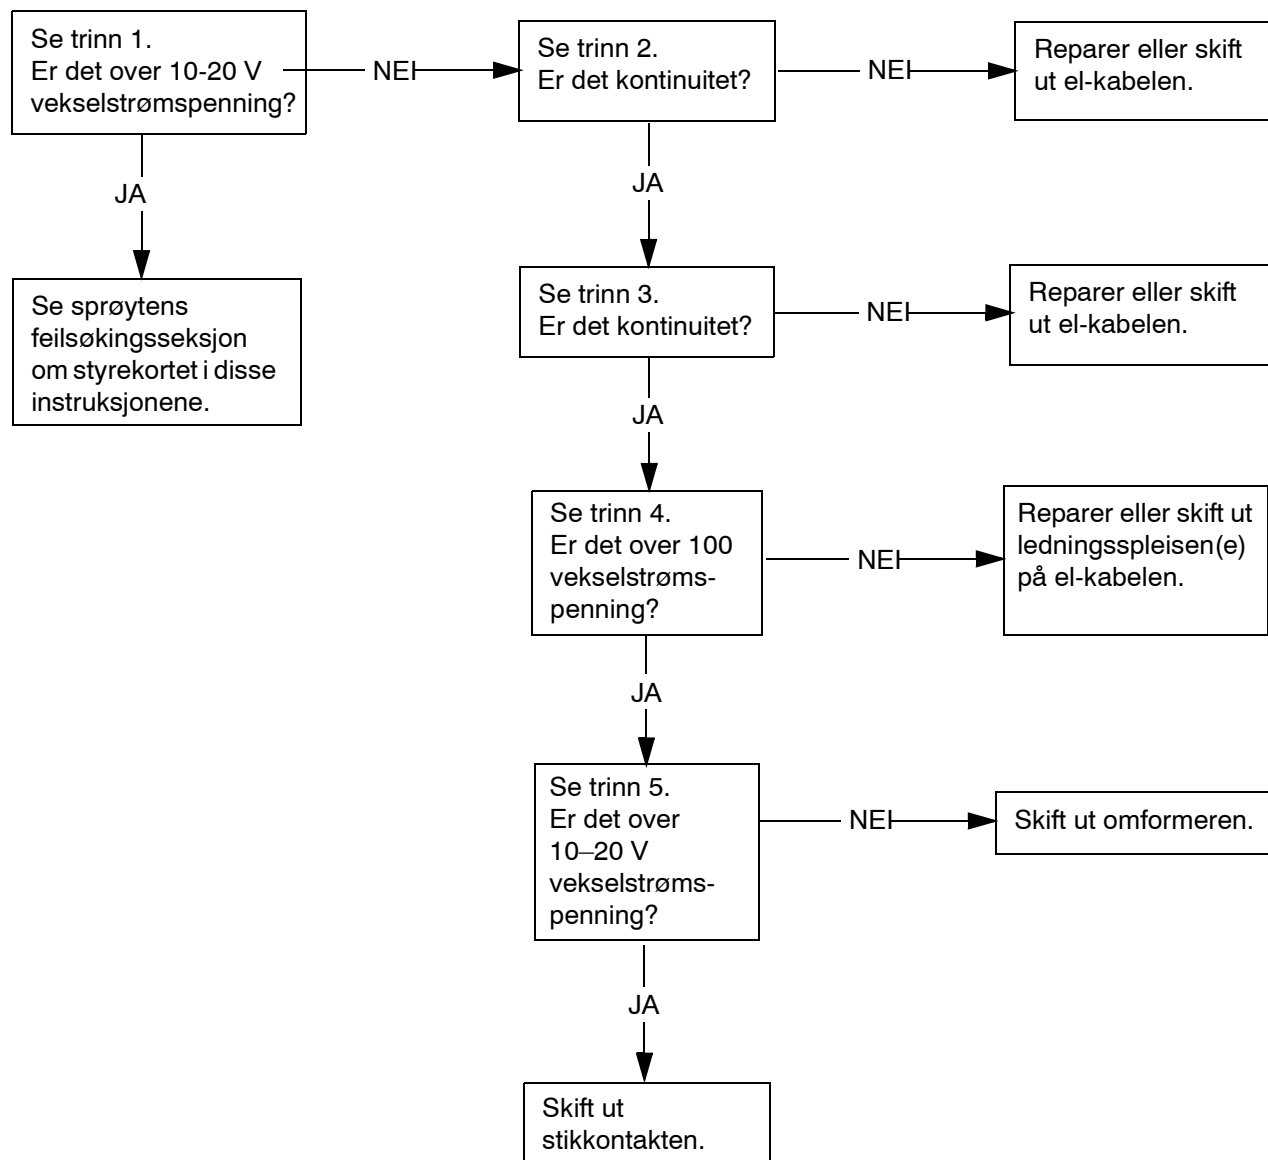 Se trinn 1.
Er det over 10-20 V
vekselstrømspenning?
NEI
Se trinn 2.
Er det kontinuitet?
NEI
Reparer eller skift
ut el-kabelen.
JA
Se sprøytens
feilsøkingsseksjon
om styrekortet i disse
instruksjonene.
JA
Se trinn 3.
Er det kontinuitet?
NEI
Reparer eller skift
ut el-kabelen.
JA
Se trinn 4.
Er det over 100
vekselstrøms-
penning?
NEI
Reparer eller skift ut
ledningsspleisen(e)
på el-kabelen.
JA
Se trinn 5.
Er det over
10–20 V
vekselstrøms-
penning?
NEI
Skift ut omformeren.
JA
Skift ut
stikkontakten.